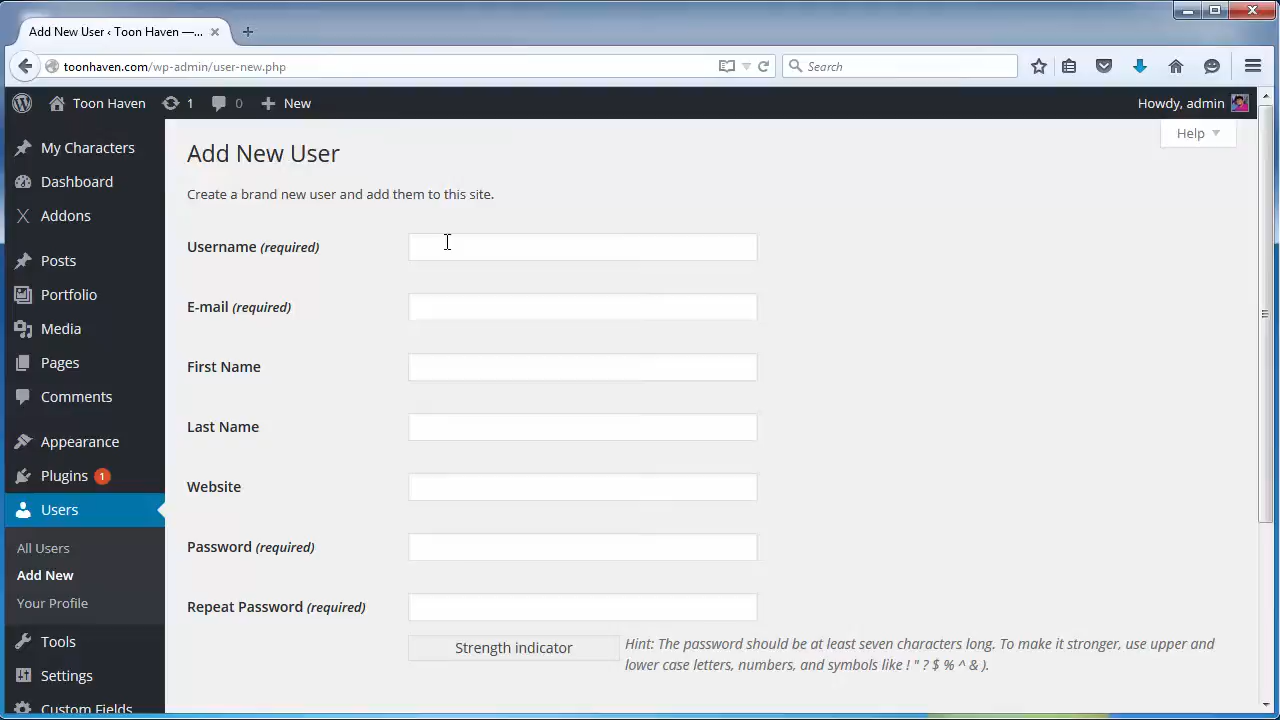 Add New User ‹ Toon Haven —...
toonhaven.com/wp-admin/user-new.php
Search
Toon Haven 1 0 New
Howdy, admin
Help
My Characters
Dashboard
Addons
Posts
Portfolio
Media
Pages
Comments
Appearance
Plugins 1
Users
All Users
Add New
Your Profile
Tools
Settings
Custom Fields
Add New User
Create a brand new user and add them to this site.
Username (required)
E-mail (required)
First Name
Last Name
Website
Password (required)
Repeat Password (required)
Strength indicator
Hint: The password should be at least seven characters long. To make it stronger, use upper and
lower case letters, numbers, and symbols like ! " ? $ % ^ & ).